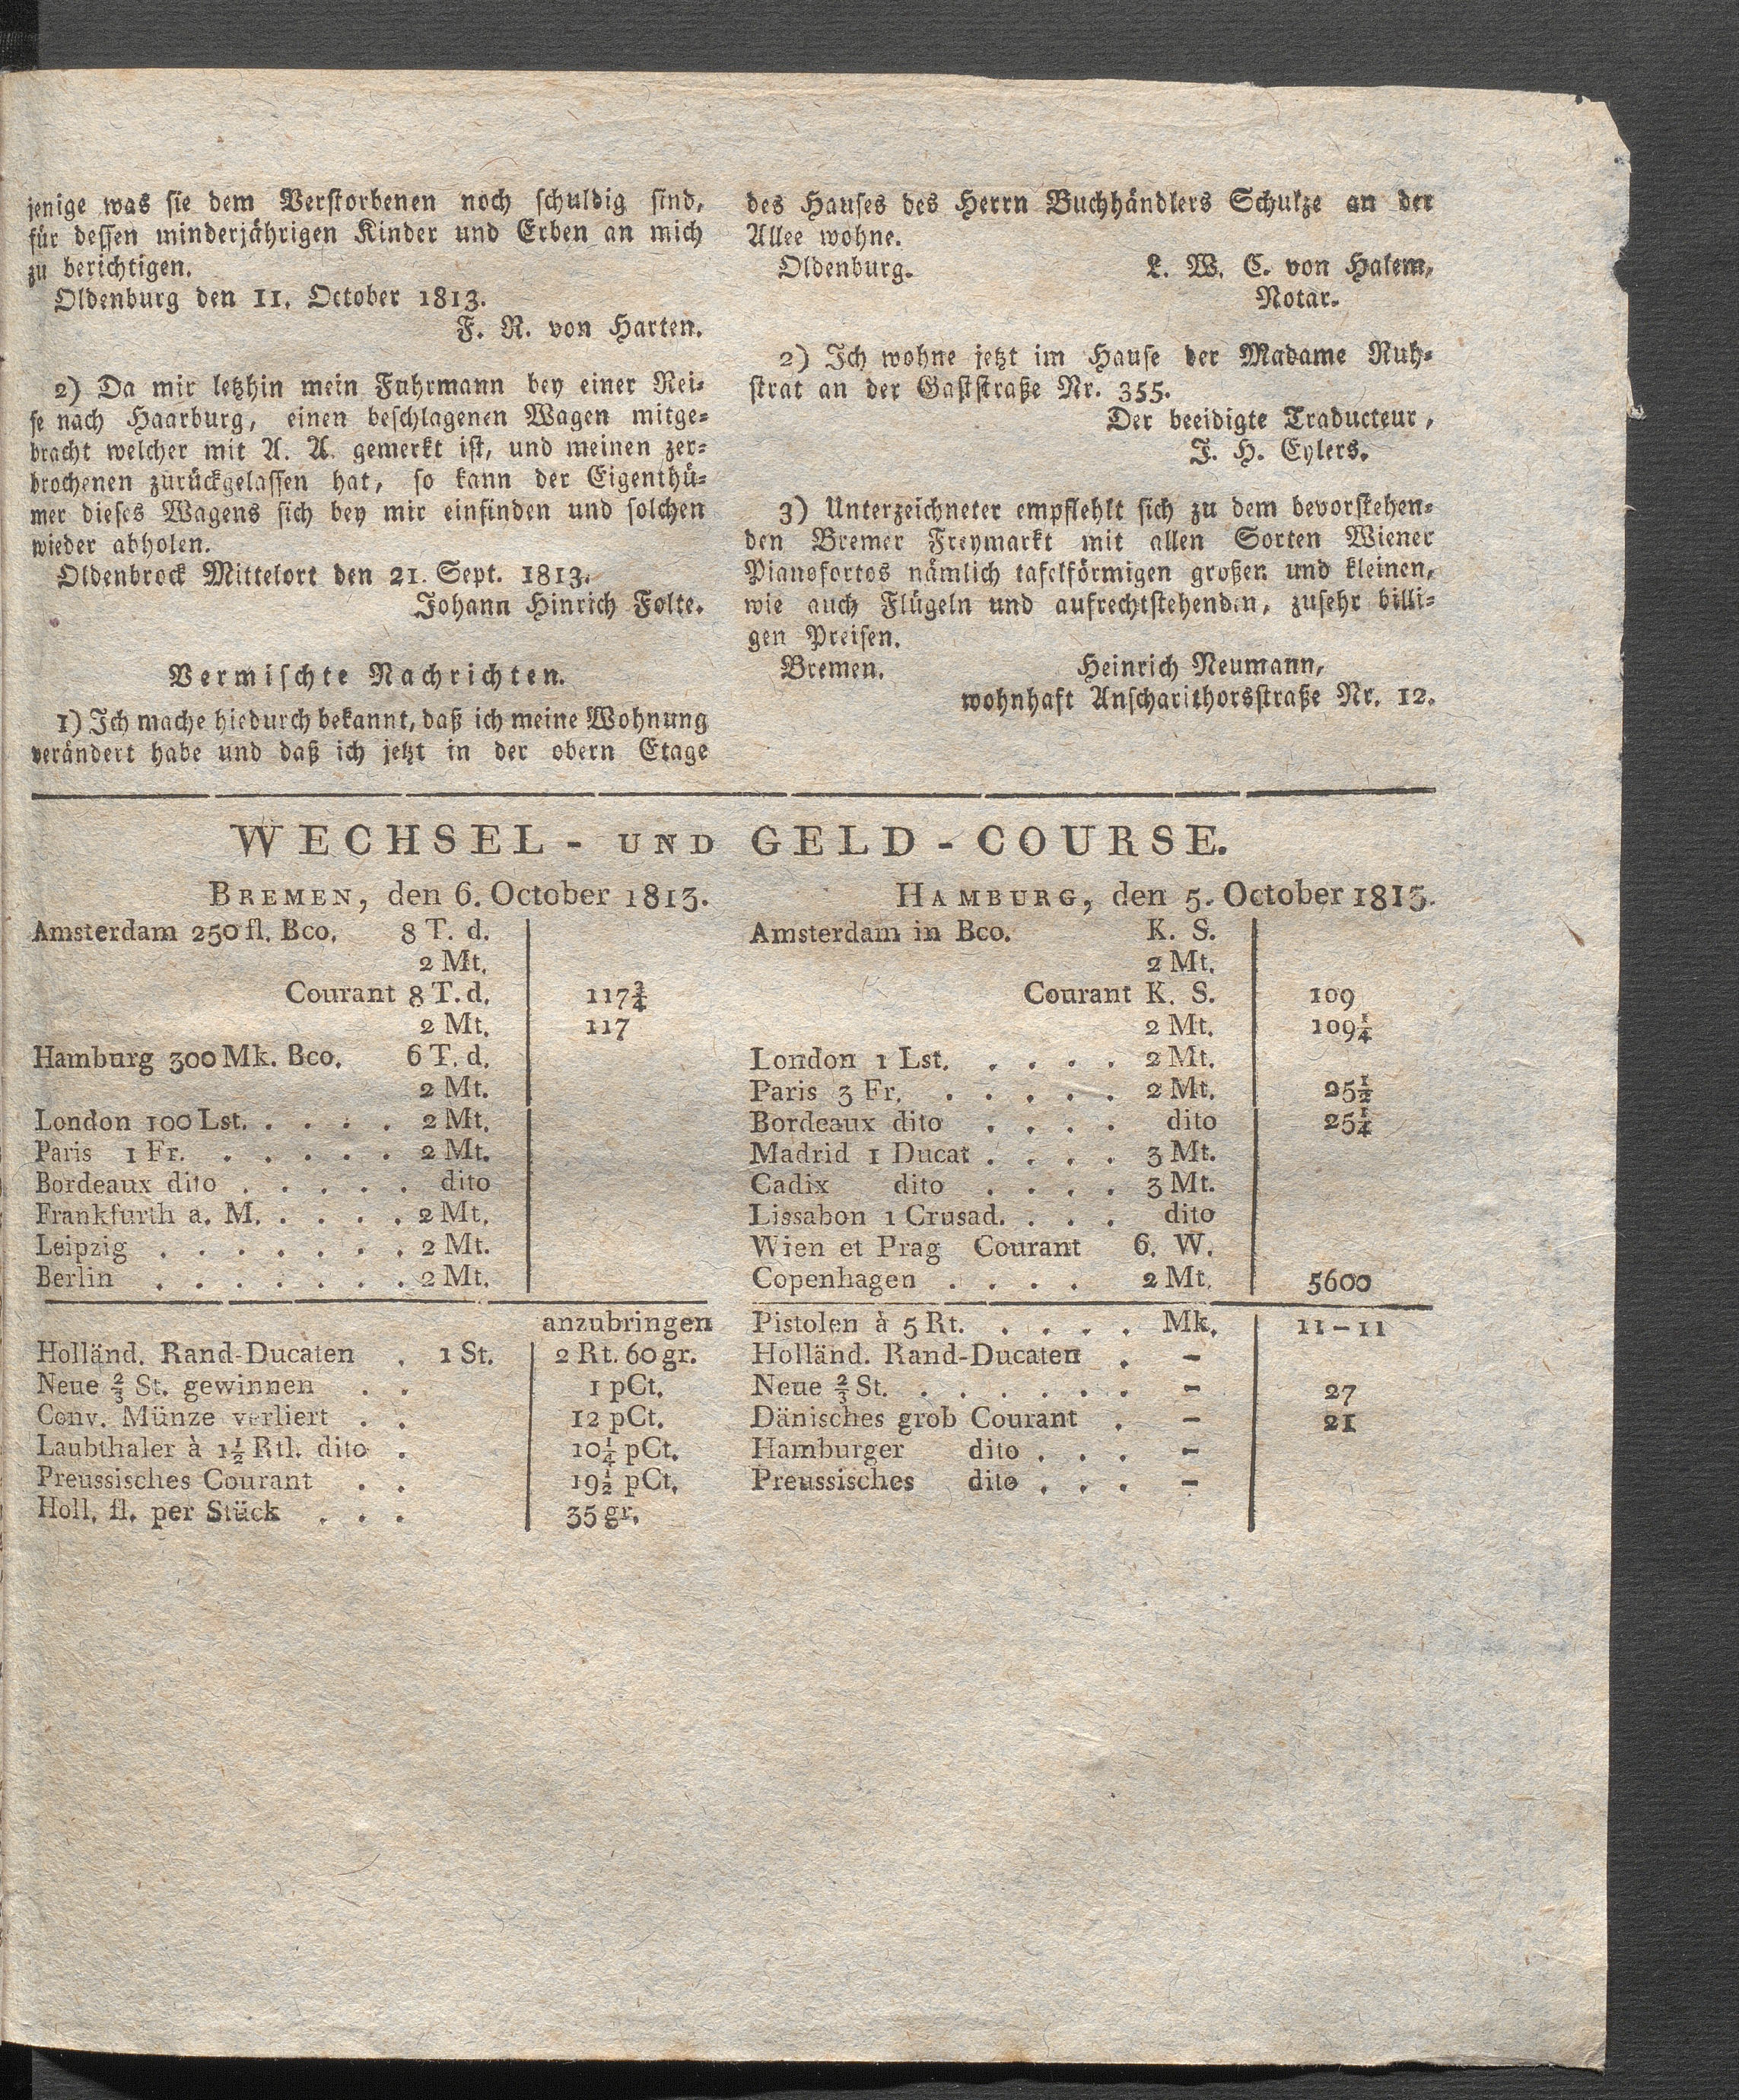 jenige was sie dem Verstorbenen noch schuldig sind,
für dessen minderjährigen Kinder und Erben an mich
zu berichtigen.
Oldenburg den 11. October 1813.
F. R. von Harten.
2) Da mir letzhin mein Fuhrmann bey einer Rei-
se nach Haarburg, einen beschlagenen Wagen mitge-
bracht welcher mit A. A. gemerkt ist, und meinen zer-
brochenen zurückgelassen hat, so kann der Eigenthü-
mer dieses Wagens sich bey mir einfinden und solchen
wieder abholen.
Oldenbrock Mittelort den 21. Sept. 1813.
Johann Hinrich Folte.
Vermischte Nachrichten.
1) Ich mache hiedurch bekannt, daß ich meine Wohnung
verändert habe und daß ich jetzt in der obern Etage
des Hauses des Herrn Buchhändlers Schulze an der
Allee wohne.
Oldenburg. L. W. C. von Halem,
Notar.
2) Ich wohne jetzt im Hause der Madame Ruh-
strat an der Gaststraße Nr. 355.
Der beeidigte Traducteur,
J. H. Eylers.
3) Unterzeichneter empfiehlt sich zu dem bevorstehen-
den Bremer Freymarkt mit allen Sorten Wiener
Pianofortos nämlich tafelförmigen großen und kleinen,
wie auch Flügeln und aufrechtstehenden, zusehr billi-
gen Preisen.
Bremen. Heinrich Neumann,
wohnhaft Anscharithorsstraße Nr. 12.
WECHSEL - UND GELD - COURSE.
BREMEN, den 6. October 1813.
Amsterdam 250 fl. Bco. 8 T. d.
2 Mt.
Courant 8 T. d. 117¾
2 Mt. 117
Hamburg 300 Mk. Bco. 6 T. d.
2 Mt.
London 100 Lst. . . . . 2 Mt.
Paris 1 Fr. . . . . . 2 Mt.
Bordeaux dito . . . . . dito
Frankfurth a. M. . . . . 2 Mt.
Leipzig . . . . . . . 2 Mt.
Berlin . . . . . . . 2 Mt.
anzubringen
Holländ. Rand-Ducaten . 1 St. 2 Rt. 60 gr.
Neue ⅔ St. gewinnen . . 1 pCt.
Conv. Münze verliert . . 12 pCt.
Laubthaler à 1½ Rtl. dito . 10¼ pCt.
Preussisches Courant . . 19½ pCt.
Holl. fl. per Stück . . . 35 gr.
HAMBURG, den 5. October 1813.
Amsterdam in Bco. K. S.
2 Mt.
Courant K. S. 109
2 Mt. 109¼
London 1 Lst. . . . . 2 Mt.
Paris 3 Fr. . . . . . 2 Mt. 25½
Bordeaux dito . . . . dito 25¼
Madrid 1 Ducat . . . . 3 Mt.
Cadix dito . . . . 3 Mt.
Lissabon 1 Crusad. . . . dito
Wien et Prag Courant 6. W.
Copenhagen . . . . 2 Mt. 5600
Pistolen à 5 Rt. . . . . Mk. 11-11
Holländ. Rand-Ducaten . -
Neue ⅔ St. . . . . . . - 27
Dänisches grob Courant . - 21
Hamburger dito . . . -
Preussisches dito . . . -